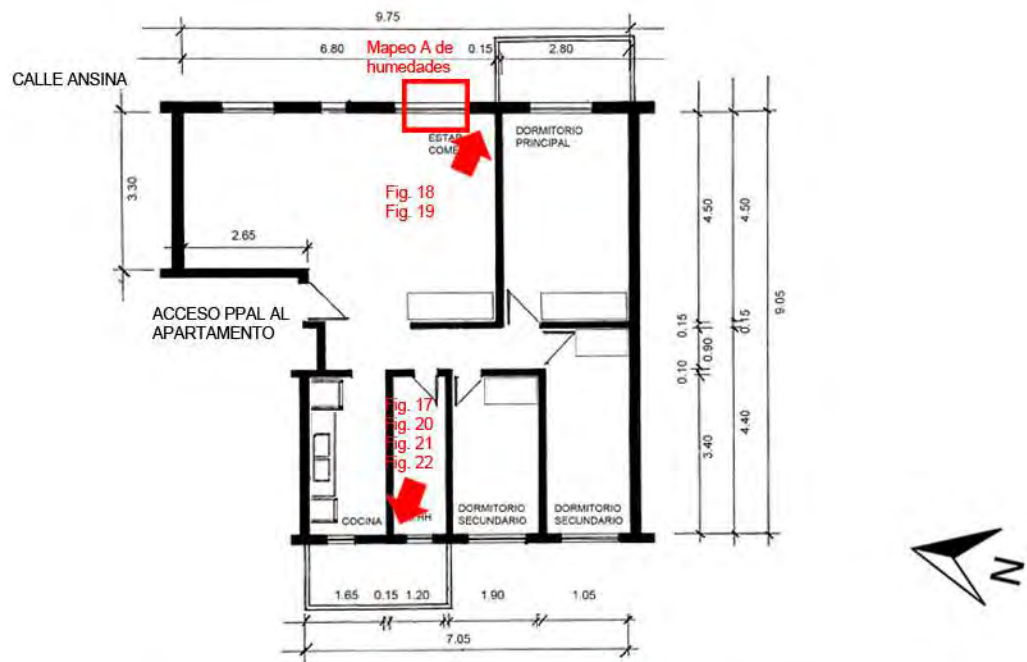 9.75
6.80
Mapeo A de
humedades
0.15
2.80
CALLE ANSINA
DORMITORIO
PRINCIPAL
ESTAR
COME
3.30
Fig. 18
Fig. 19
2.65
4.50
4.50
9.05
ACCESO PPAL AL
APARTAMENTO
0.15
0.90
0.10
0.15
Fig. 17
Fig. 20
Fig. 21
Fig. 22
3.40
4.40
COCINA
DORMITORIO
SECUNDARIO
DORMITORIO
SECUNDARIO
N
1.65
0.15
1.20
1.90
1.05
7.05